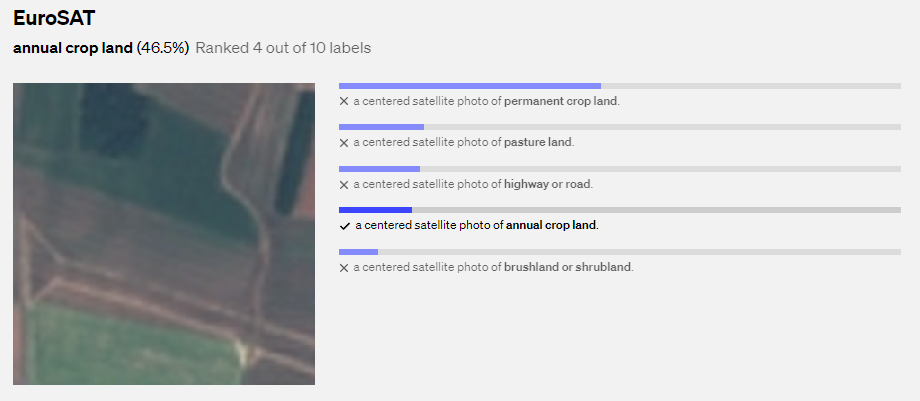 EuroSAT
annual crop land (46.5%) Ranked 4 out of 10 labels
✕ a centered satellite photo of permanent crop land.
✕ a centered satellite photo of pasture land.
✕ a centered satellite photo of highway or road.
✓ a centered satellite photo of annual crop land.
✕ a centered satellite photo of brushland or shrubland.